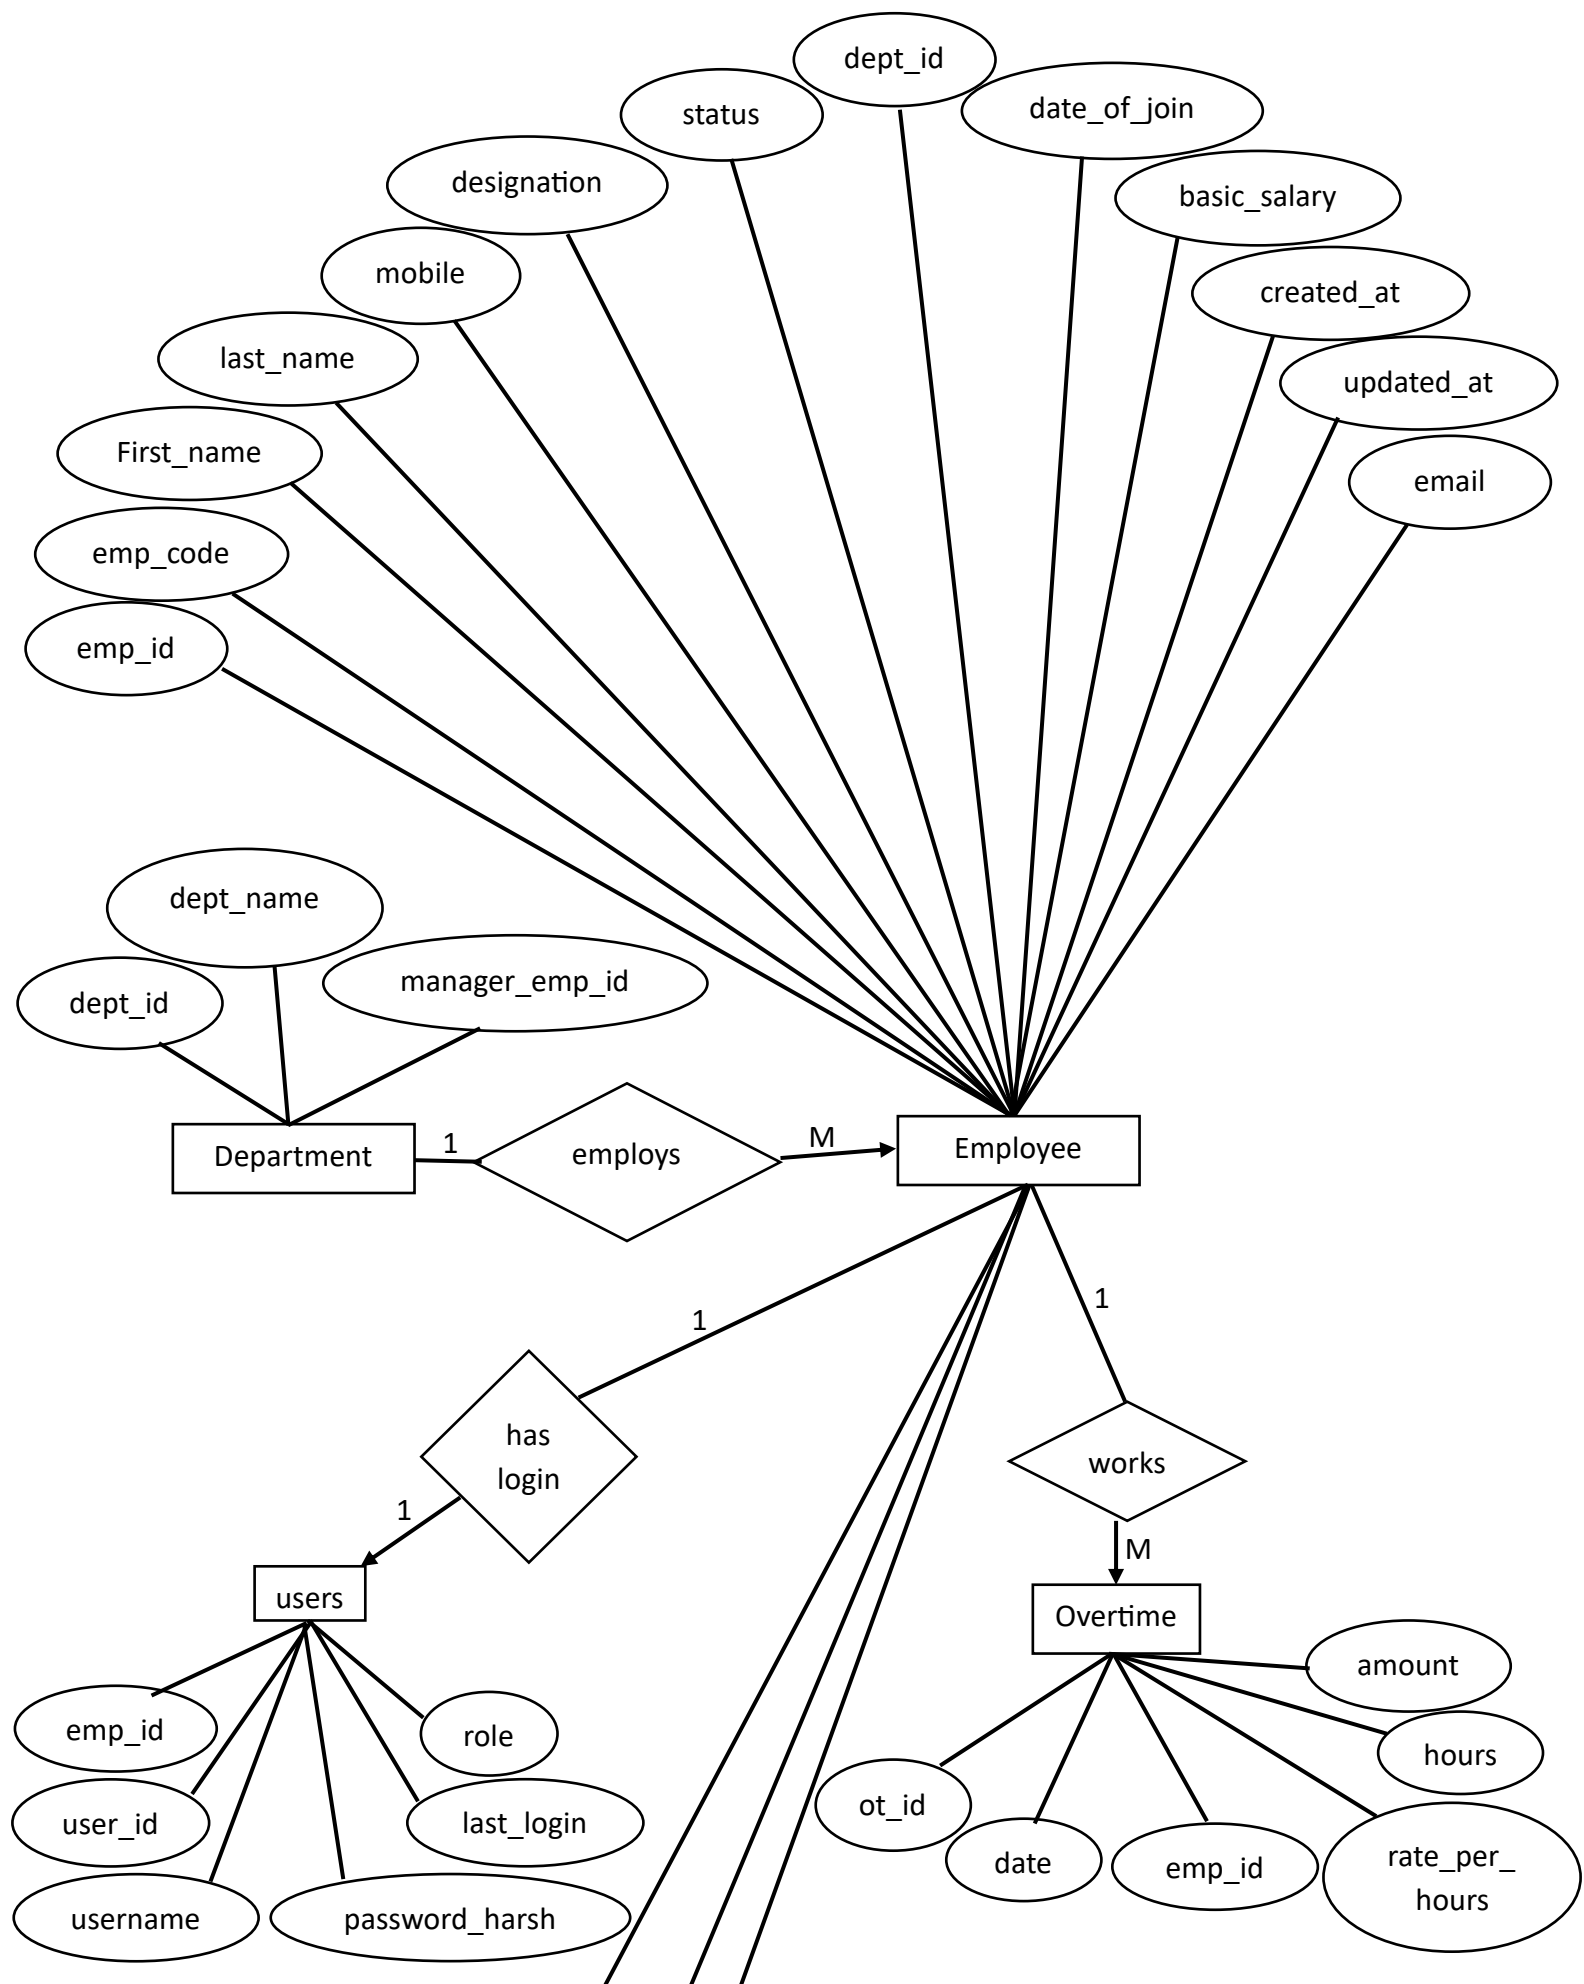 dept_id
status
date_of_join
designation
basic_salary
mobile
created_at
last_name
updated_at
First_name
email
emp_code
emp_id
dept_name
manager_emp_id
dept_id
Department
1
employs
M
Employee
1
1
has
login
works
1
M
users
Overtime
amount
emp_id
role
hours
user_id
last_login
ot_id
date
emp_id
rate_per_
hours
username
password_harsh